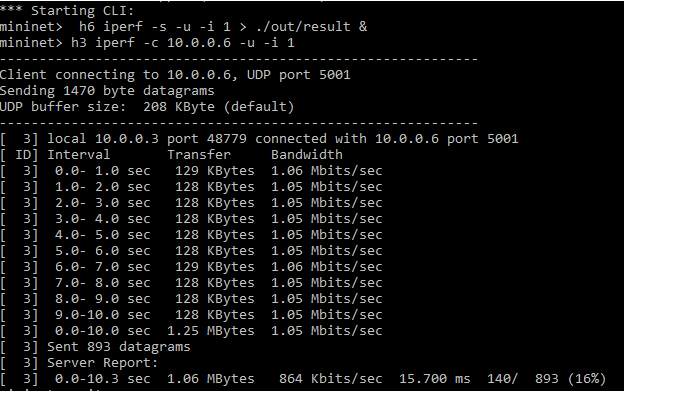 *** Starting CLI:
mininet>  h6 iperf -s -u -i 1 > ./out/result &
mininet> h3 iperf -c 10.0.0.6 -u -i 1
------------------------------------------------------------
Client connecting to 10.0.0.6, UDP port 5001
Sending 1470 byte datagrams
UDP buffer size:  208 KByte (default)
------------------------------------------------------------
[  3] local 10.0.0.3 port 48779 connected with 10.0.0.6 port 5001
[ ID] Interval       Transfer     Bandwidth
[  3]  0.0- 1.0 sec   129 KBytes  1.06 Mbits/sec
[  3]  1.0- 2.0 sec   128 KBytes  1.05 Mbits/sec
[  3]  2.0- 3.0 sec   128 KBytes  1.05 Mbits/sec
[  3]  3.0- 4.0 sec   128 KBytes  1.05 Mbits/sec
[  3]  4.0- 5.0 sec   128 KBytes  1.05 Mbits/sec
[  3]  5.0- 6.0 sec   128 KBytes  1.05 Mbits/sec
[  3]  6.0- 7.0 sec   129 KBytes  1.06 Mbits/sec
[  3]  7.0- 8.0 sec   128 KBytes  1.05 Mbits/sec
[  3]  8.0- 9.0 sec   128 KBytes  1.05 Mbits/sec
[  3]  9.0-10.0 sec   128 KBytes  1.05 Mbits/sec
[  3]  0.0-10.0 sec  1.25 MBytes  1.05 Mbits/sec
[  3] Sent 893 datagrams
[  3] Server Report:
[  3]  0.0-10.3 sec  1.06 MBytes   864 Kbits/sec  15.700 ms  140/  893 (16%)